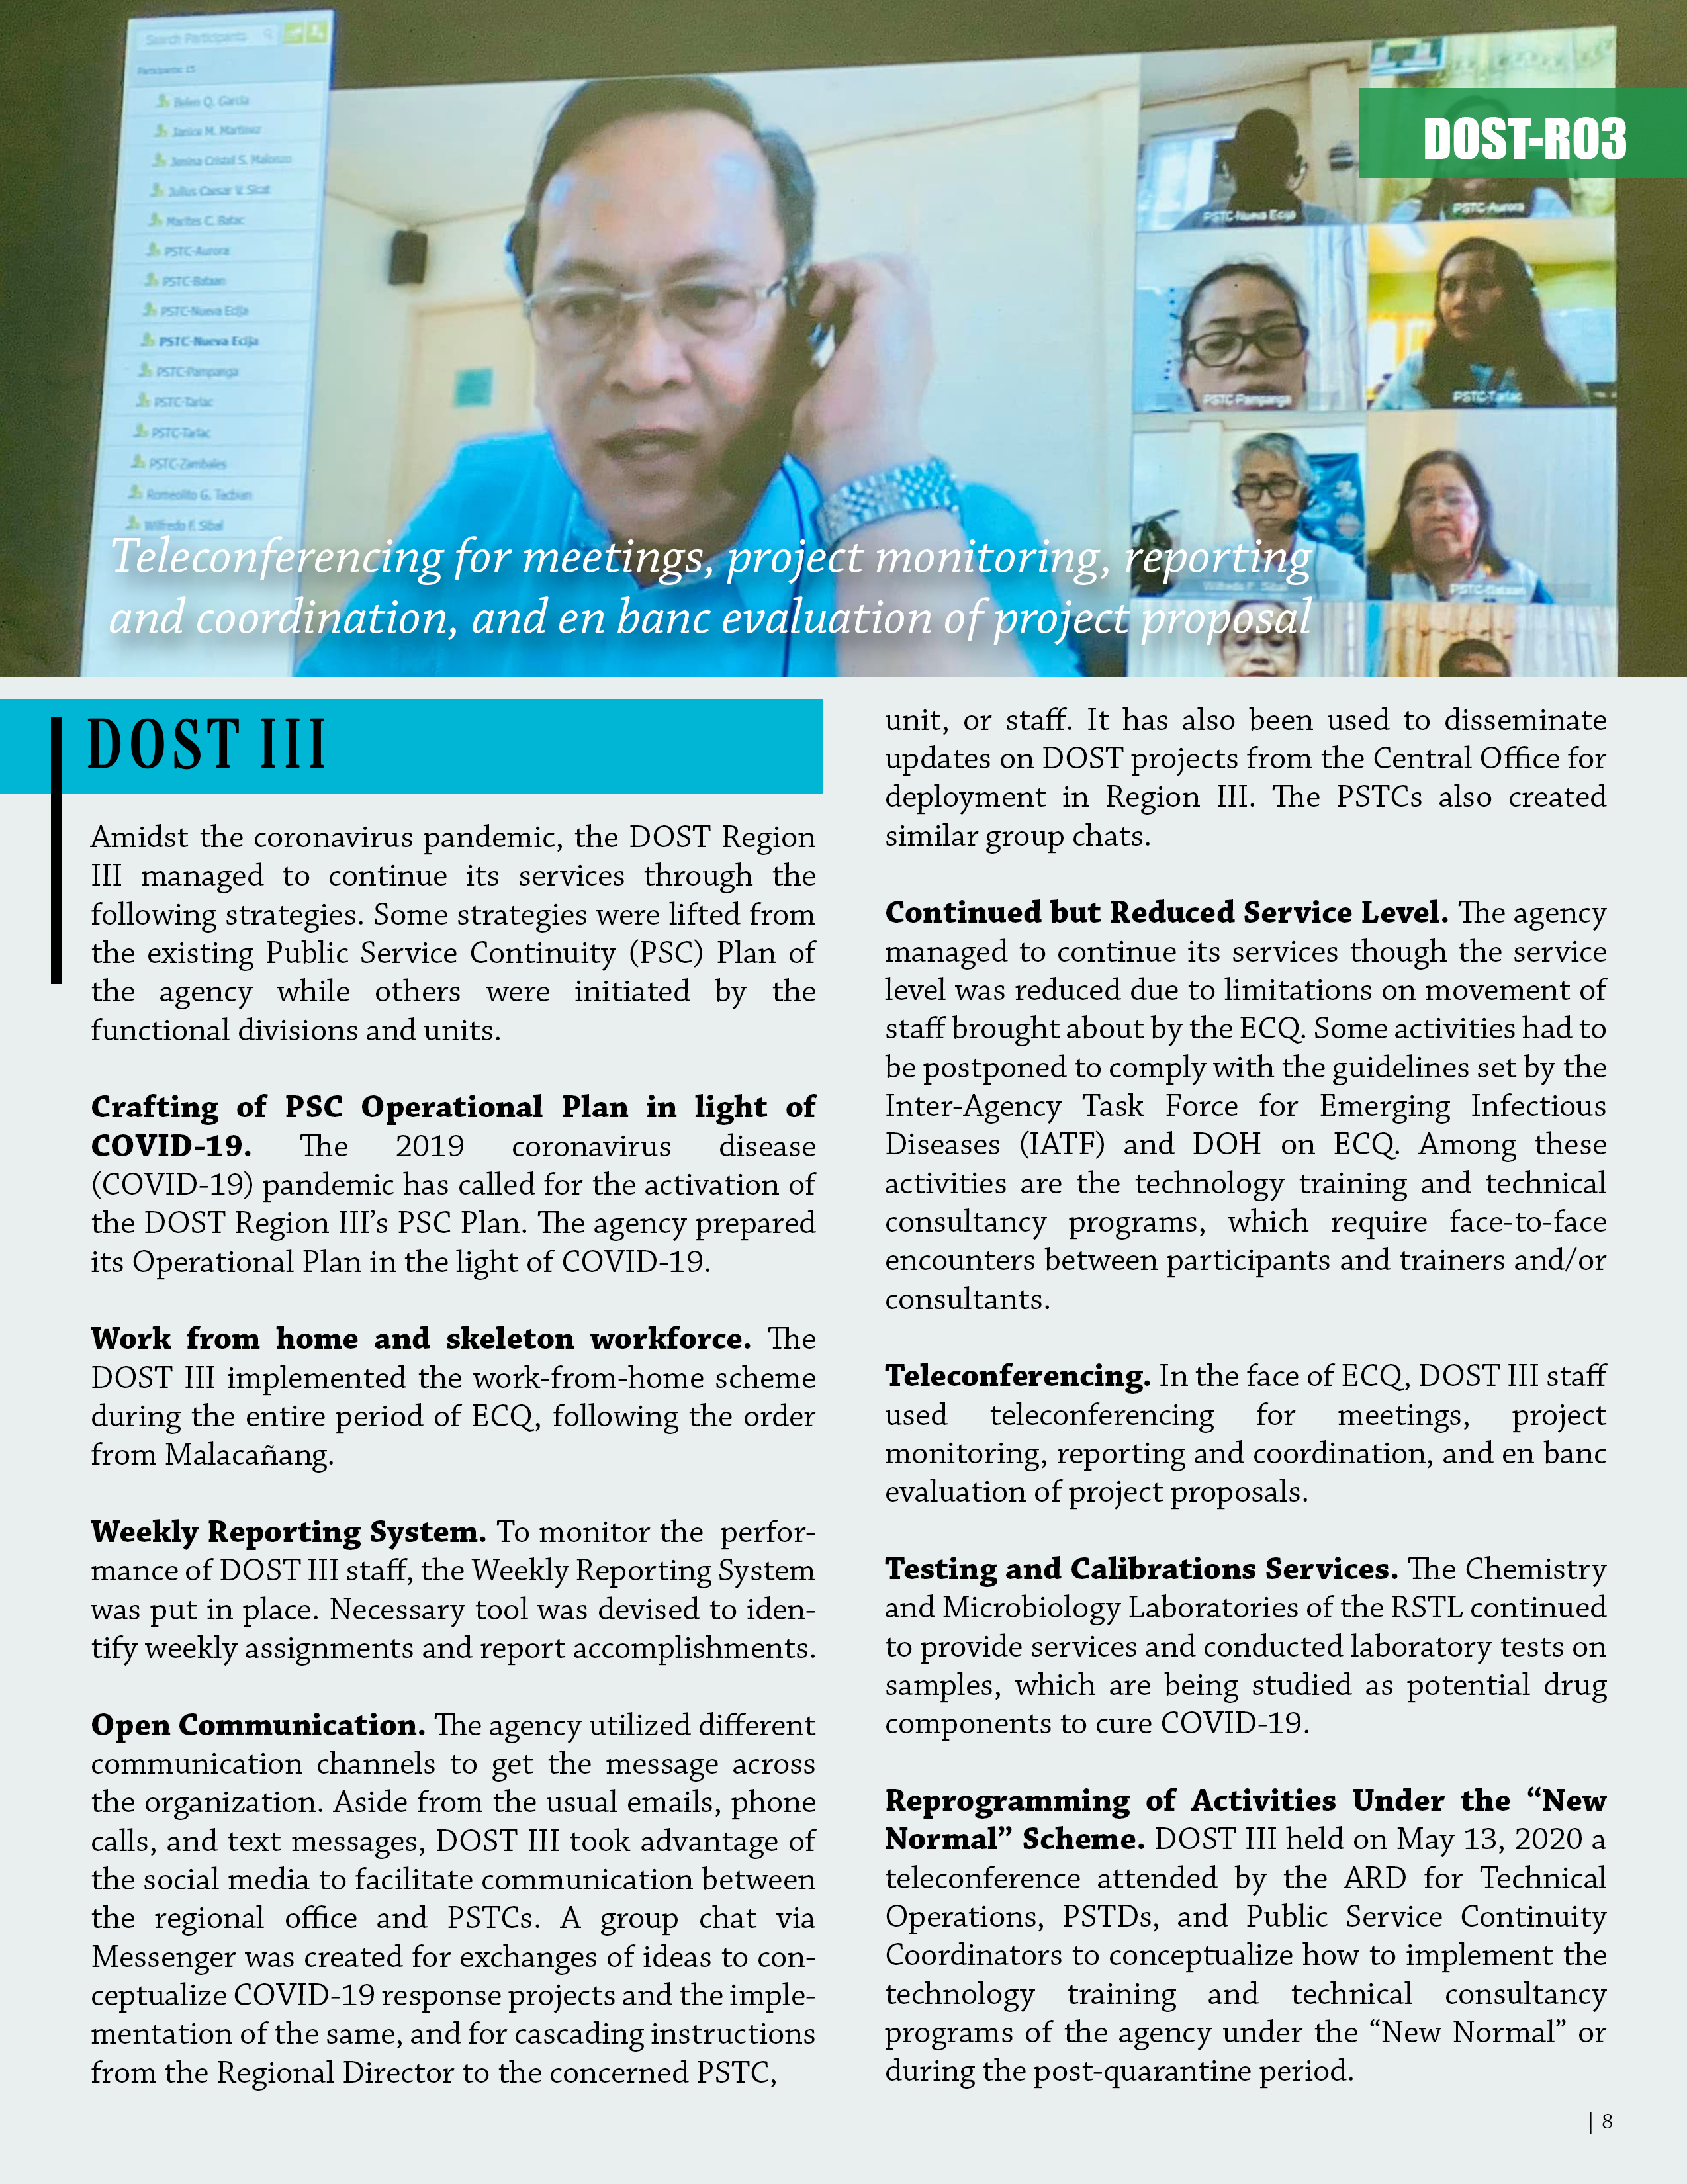 Search Participants
Participants: 15
Belen Q. Garcia
Janice M. Martinez
Janina Cristal S. Malonzo
Julius Caesar V. Sicat
Marites C. Batac
PSTC-Aurora
PSTC-Bataan
PSTC-Nueva Ecija
PSTC-Nueva Ecija
PSTC-Pampanga
PSTC-Tarlac
PSTC-Tarlac
PSTC-Zambales
Romeolito G. Tecbian
Wilfredo F. Sibal
DOST-R03
PSTC-Nueva Ecija
PSTC-Aurora
PSTC-Pampanga
PSTC-Tarlac
Wilfredo F. Sibal
PSTC-Bataan
Teleconferencing for meetings, project monitoring, reporting
and coordination, and en banc evaluation of project proposal
DOST III
Amidst the coronavirus pandemic, the DOST Region
III managed to continue its services through the
following strategies. Some strategies were lifted from
the existing Public Service Continuity (PSC) Plan of
the agency while others were initiated by the
functional divisions and units.
Crafting of PSC Operational Plan in light of
COVID-19. The 2019 coronavirus disease
(COVID-19) pandemic has called for the activation of
the DOST Region III’s PSC Plan. The agency prepared
its Operational Plan in the light of COVID-19.
Work from home and skeleton workforce. The
DOST III implemented the work-from-home scheme
during the entire period of ECQ, following the order
from Malacañang.
Weekly Reporting System. To monitor the perfor-
mance of DOST III staff, the Weekly Reporting System
was put in place. Necessary tool was devised to iden-
tify weekly assignments and report accomplishments.
Open Communication. The agency utilized different
communication channels to get the message across
the organization. Aside from the usual emails, phone
calls, and text messages, DOST III took advantage of
the social media to facilitate communication between
the regional office and PSTCs. A group chat via
Messenger was created for exchanges of ideas to con-
ceptualize COVID-19 response projects and the imple-
mentation of the same, and for cascading instructions
from the Regional Director to the concerned PSTC,
unit, or staff. It has also been used to disseminate
updates on DOST projects from the Central Office for
deployment in Region III. The PSTCs also created
similar group chats.
Continued but Reduced Service Level. The agency
managed to continue its services though the service
level was reduced due to limitations on movement of
staff brought about by the ECQ. Some activities had to
be postponed to comply with the guidelines set by the
Inter-Agency Task Force for Emerging Infectious
Diseases (IATF) and DOH on ECQ. Among these
activities are the technology training and technical
consultancy programs, which require face-to-face
encounters between participants and trainers and/or
consultants.
Teleconferencing. In the face of ECQ, DOST III staff
used teleconferencing for meetings, project
monitoring, reporting and coordination, and en banc
evaluation of project proposals.
Testing and Calibrations Services. The Chemistry
and Microbiology Laboratories of the RSTL continued
to provide services and conducted laboratory tests on
samples, which are being studied as potential drug
components to cure COVID-19.
Reprogramming of Activities Under the “New
Normal” Scheme. DOST III held on May 13, 2020 a
teleconference attended by the ARD for Technical
Operations, PSTDs, and Public Service Continuity
Coordinators to conceptualize how to implement the
technology training and technical consultancy
programs of the agency under the “New Normal” or
during the post-quarantine period.
| 8